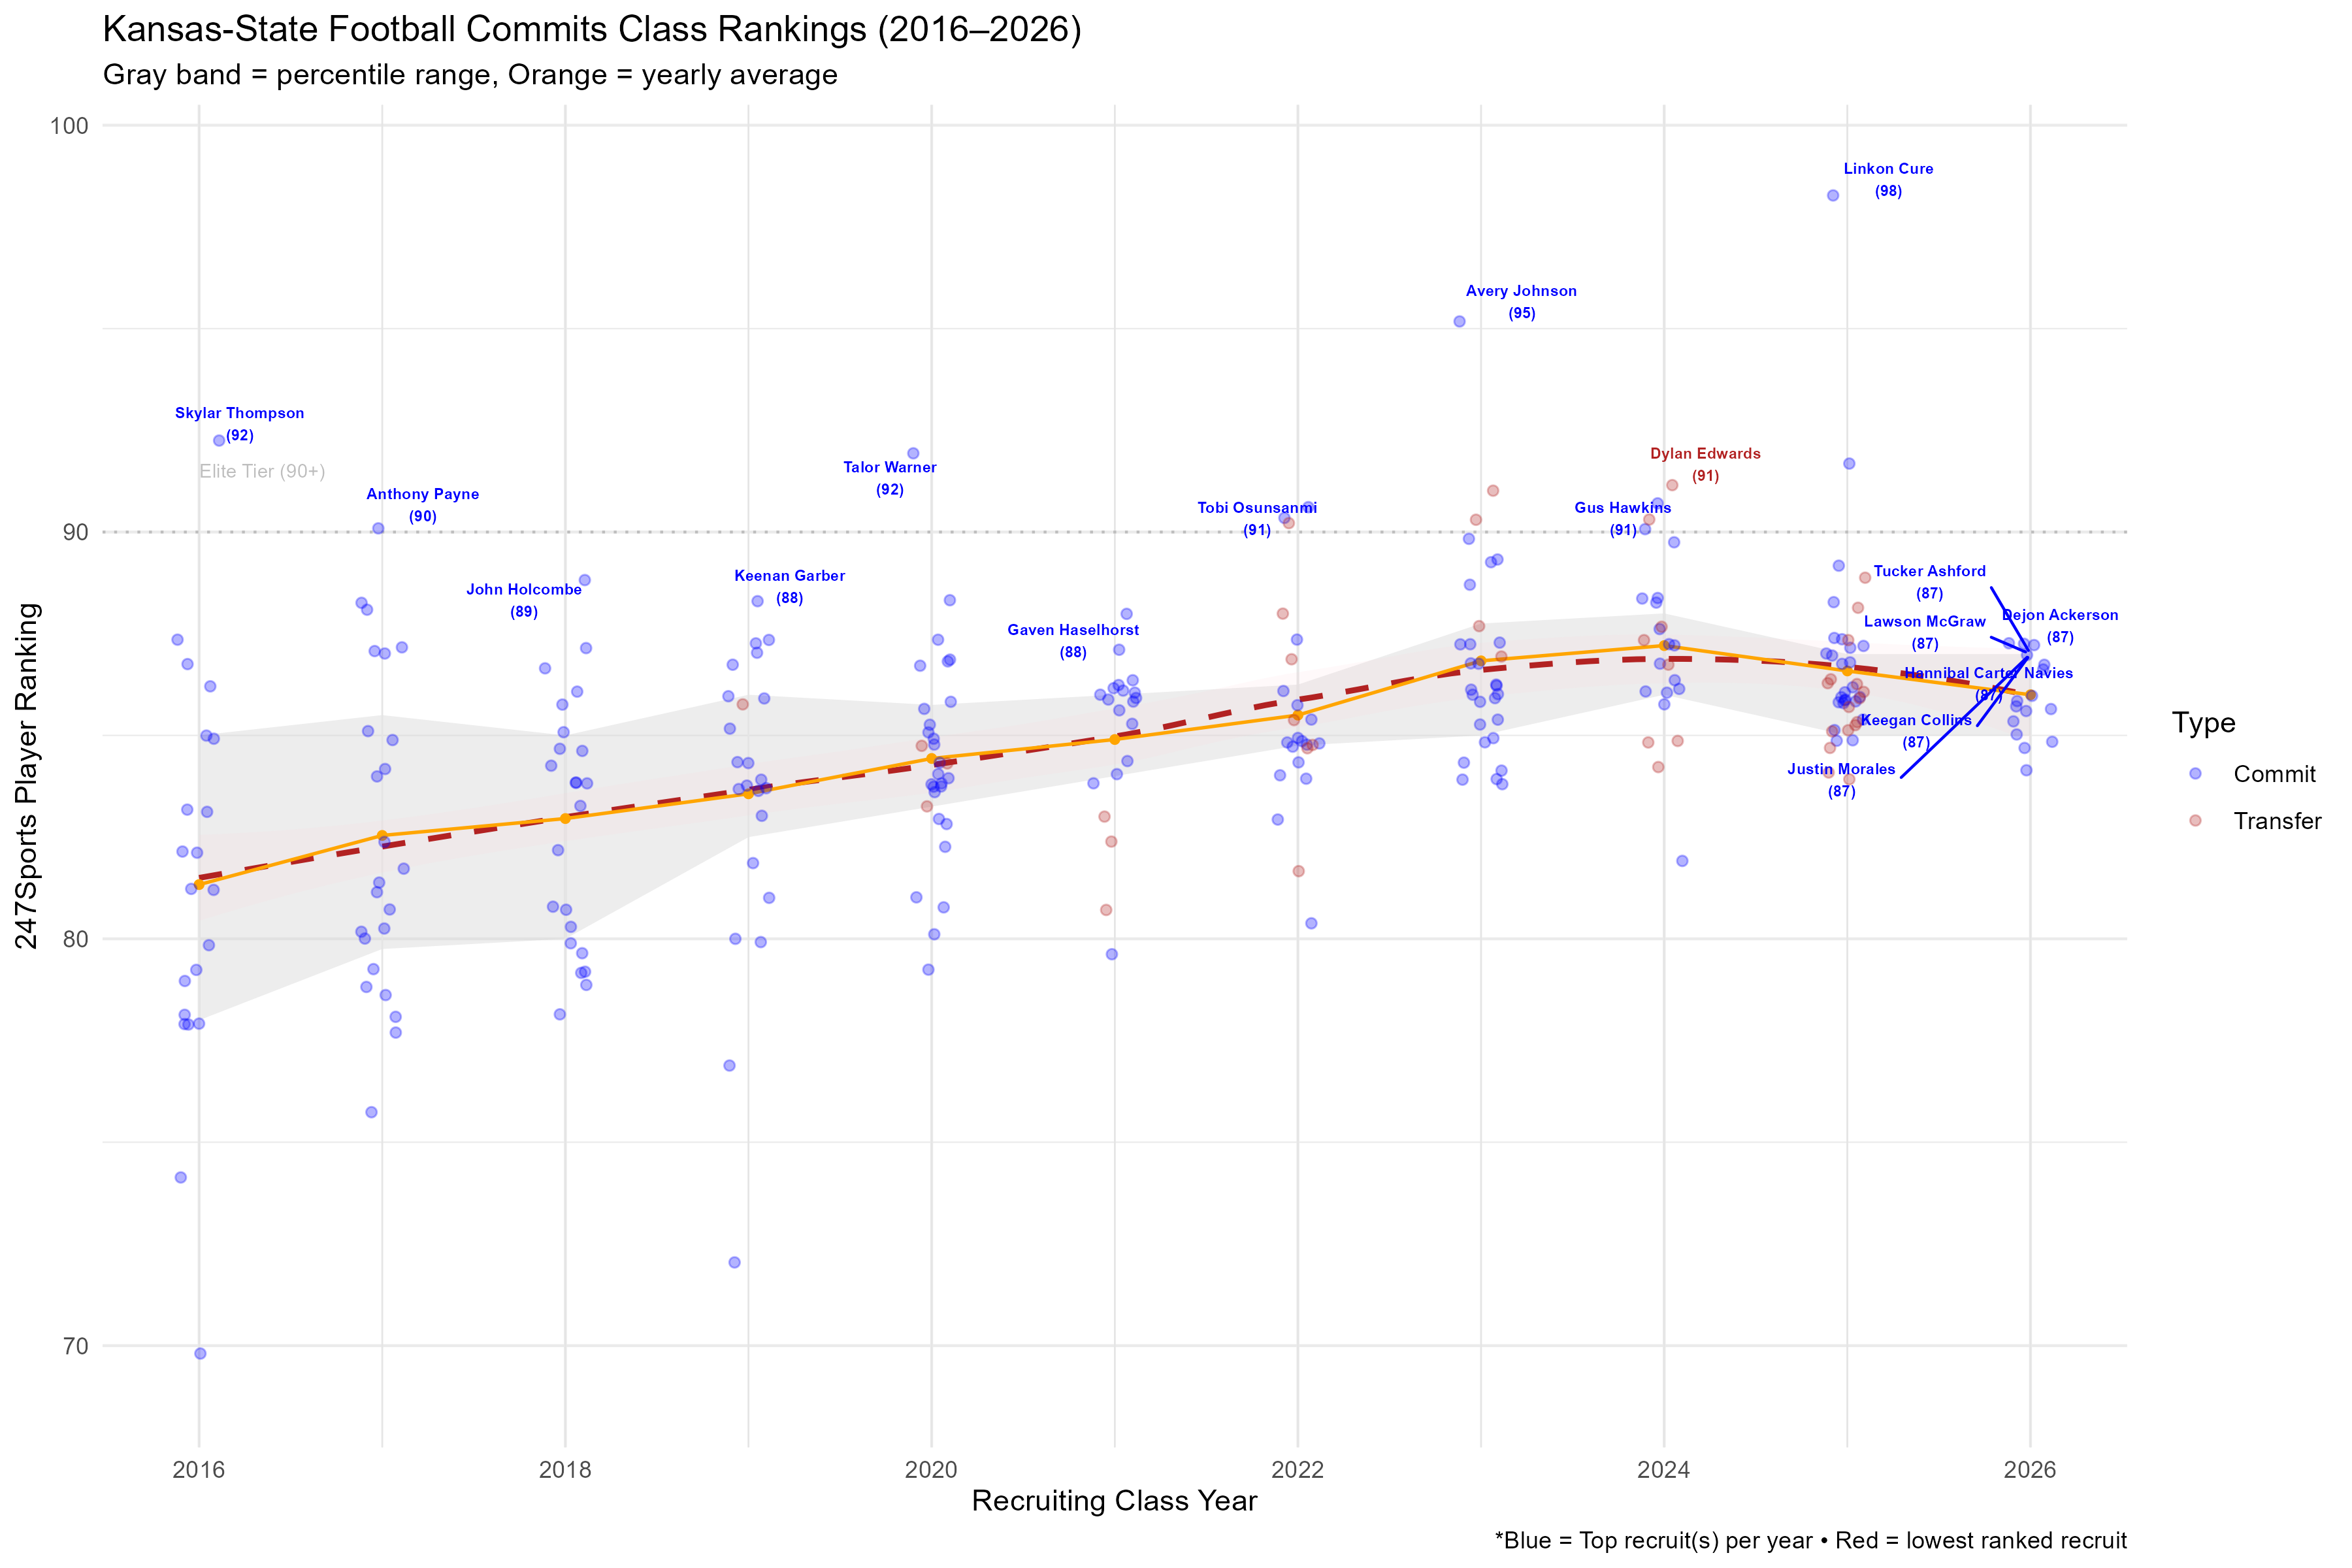 Kansas-State Football Commits Class Rankings (2016–2026)
Gray band = percentile range, Orange = yearly average
247Sports Player Ranking
100
90
80
70
Linkon Cure
(98)
Avery Johnson
(95)
Skylar Thompson
(92)
Elite Tier (90+)
Anthony Payne
(90)
John Holcombe
(89)
Keenan Garber
(88)
Talor Warner
(92)
Gaven Haselhorst
(88)
Tobi Osunsanmi
(91)
Gus Hawkins
(91)
Dylan Edwards
(91)
Tucker Ashford
(87)
Dejon Ackerson
(87)
Lawson McGraw
(87)
Hannibal Carter Navies
(87)
Keegan Collins
(87)
Justin Morales
(87)
Type
Commit
Transfer
2016
2018
2020
2022
2024
2026
Recruiting Class Year
*Blue = Top recruit(s) per year • Red = lowest ranked recruit